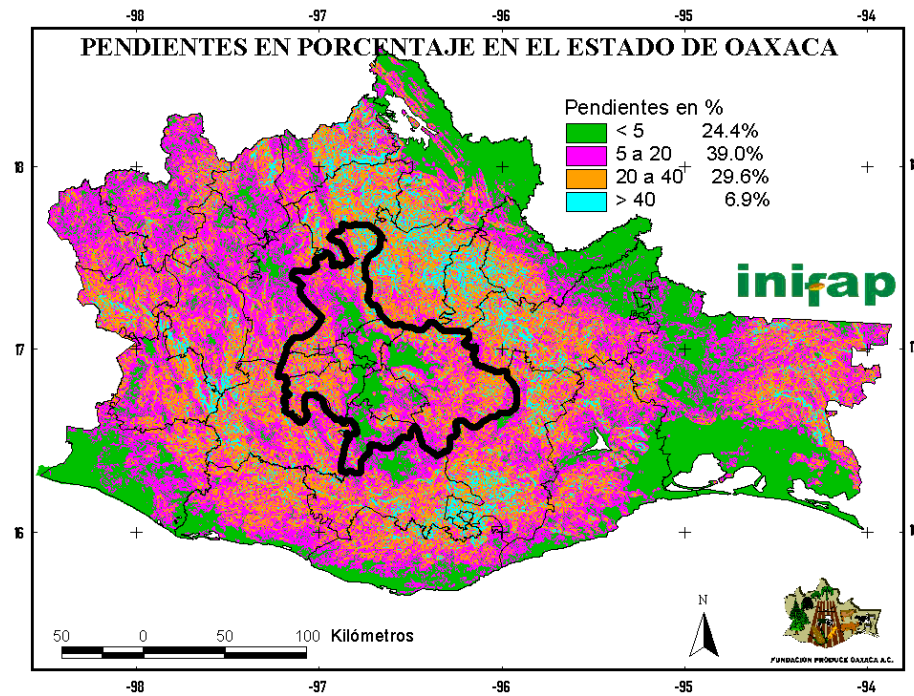 -98 -97 -96 -95 -94
PENDIENTES EN PORCENTAJE EN EL ESTADO DE OAXACA
Pendientes en %
< 5 24.4%
5 a 20 39.0%
20 a 40 29.6%
> 40 6.9%
18
inifap
17
16
N
50 0 50 100 Kilómetros
FUNDACIÓN PRODUCE OAXACA A.C.
-98 -97 -96 -95 -94